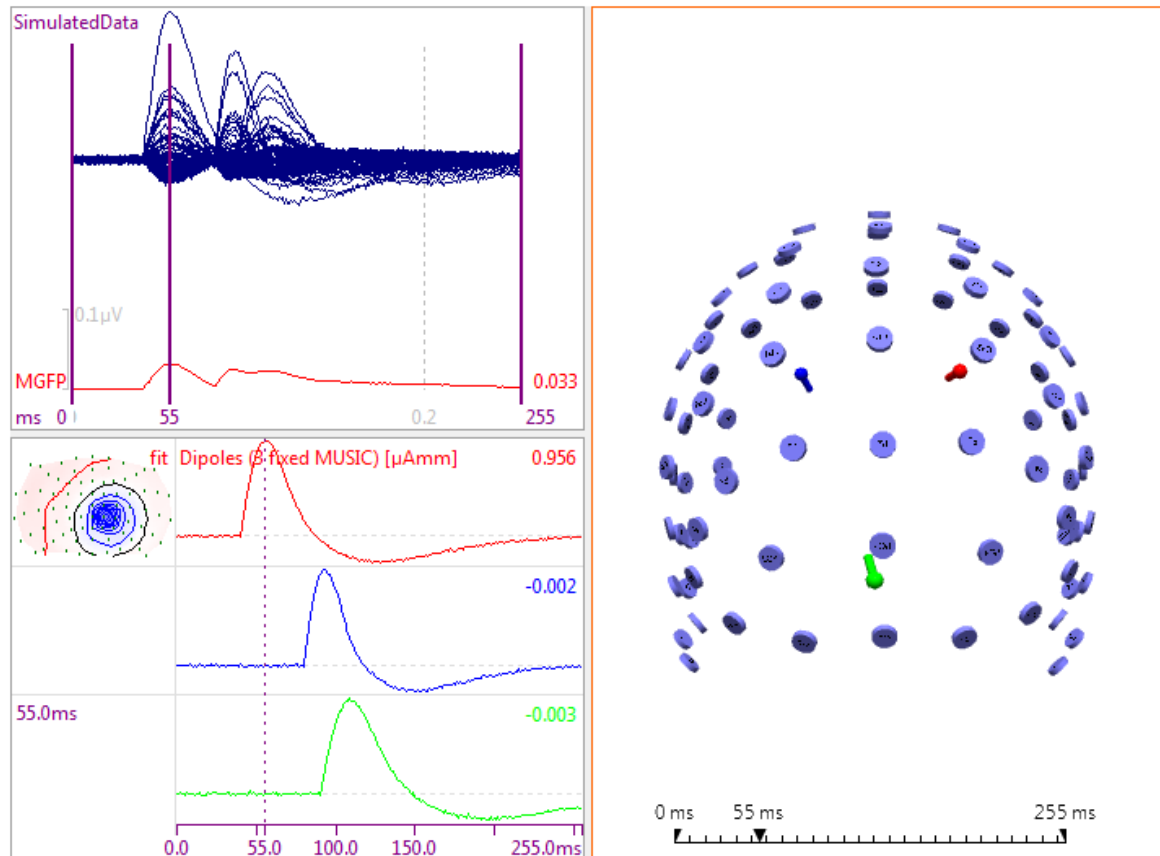 SimulatedData
0.1µV
MGFP 0.033
ms 0 55 0.2 255
fit Dipoles (3 fixed MUSIC) [µAmm] 0.956
-0.002
55.0ms -0.003
0.0 55.0 100.0 150.0 255.0ms
0 ms 55 ms 255 ms